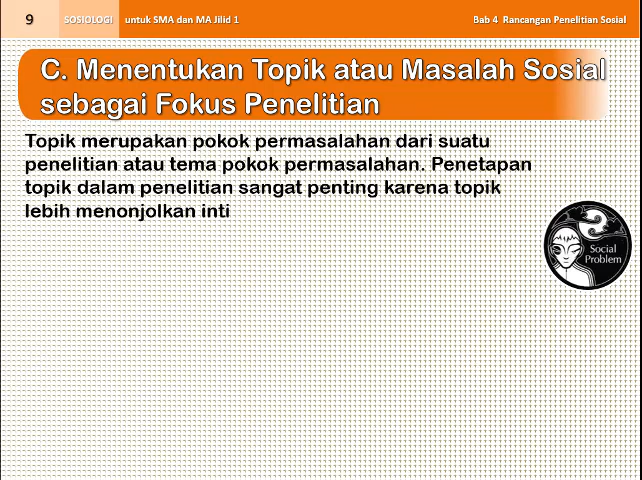 9 SOSIOLOGI untuk SMA dan MA Jilid 1 Bab 4 Rancangan Penelitian Sosial
C. Menentukan Topik atau Masalah Sosial
sebagai Fokus Penelitian
Topik merupakan pokok permasalahan dari suatu
penelitian atau tema pokok permasalahan. Penetapan
topik dalam penelitian sangat penting karena topik
lebih menonjolkan inti
Social
Problem